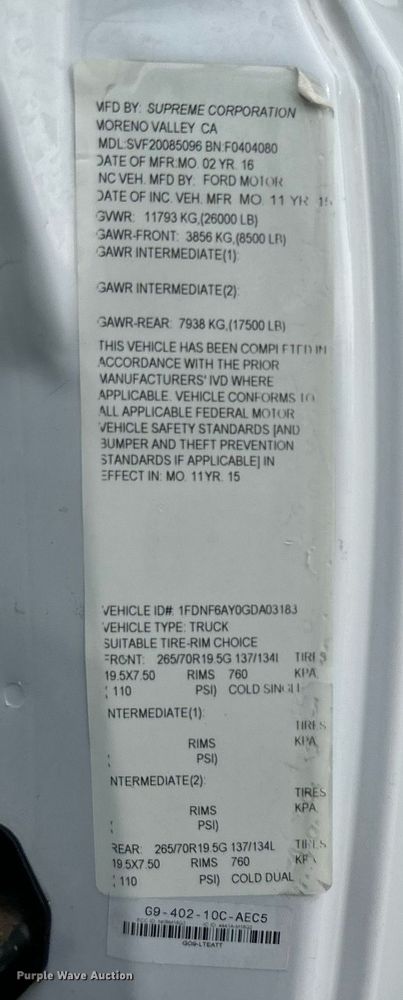 MFD BY: SUPREME CORPORATION
MORENO VALLEY CA
MDL:SVF20085096 BN:F0404080
DATE OF MFR:MO. 02 YR. 16
INC VEH. MFD BY: FORD MOTOR
DATE OF INC. VEH. MFR MO. 11 YR 15
GVWR: 11793 KG,(26000 LB)
GAWR-FRONT: 3856 KG,(8500 LB)
GAWR INTERMEDIATE(1):
GAWR INTERMEDIATE(2):
GAWR-REAR: 7938 KG,(17500 LB)
THIS VEHICLE HAS BEEN COMPLETED IN
ACCORDANCE WITH THE PRIOR
MANUFACTURERS' IVD WHERE
APPLICABLE. VEHICLE CONFORMS TO
ALL APPLICABLE FEDERAL MOTOR
VEHICLE SAFETY STANDARDS [AND
BUMPER AND THEFT PREVENTION
STANDARDS IF APPLICABLE] IN
EFFECT IN: MO. 11YR. 15
VEHICLE ID#: 1FDNF6AY0GDA03183
VEHICLE TYPE: TRUCK
SUITABLE TIRE-RIM CHOICE
FRONT: 265/70R19.5G 137/134L TIRES
19.5X7.50 RIMS 760 KPA
110 PSI) COLD SINGLE
INTERMEDIATE(1):
TIRES
RIMS KPA
PSI)
INTERMEDIATE(2):
TIRES
RIMS KPA
PSI)
REAR: 265/70R19.5G 137/134L TIRES
19.5X7.50 RIMS 760 KPA
110 PSI) COLD DUAL
G9-402-10C-AEC5
GO9-LTEATT
Purple Wave Auction